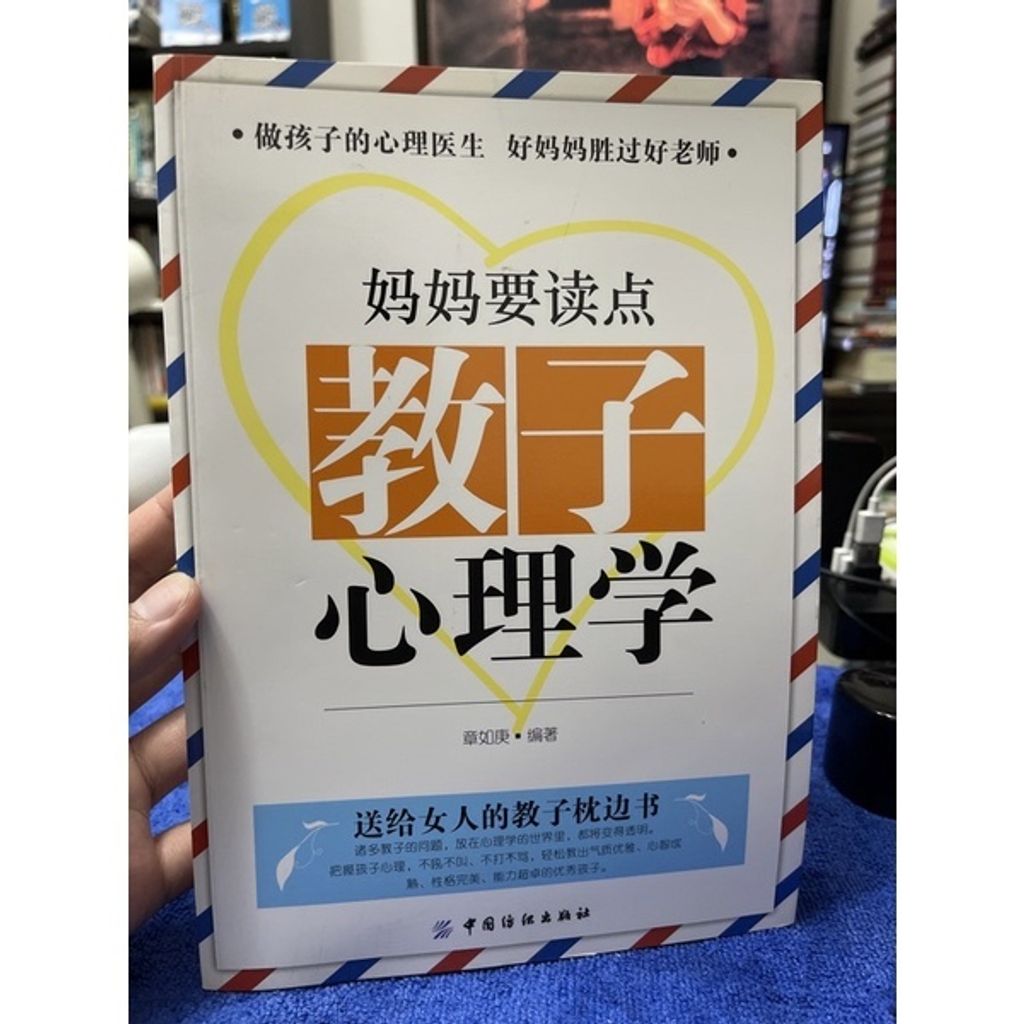 • 做孩子的心理医生 好妈妈胜过好老师 •
妈妈要读点
教子
心理学
章如庚 • 编著
送给女人的教子枕边书
诸多教子的问题，放在心理学的世界里，都将变得透明。
把握孩子心理，不吼不叫、不打不骂，轻松教出气质优雅、心智成
熟、性格完美、能力超卓的优秀孩子。
中国纺织出版社